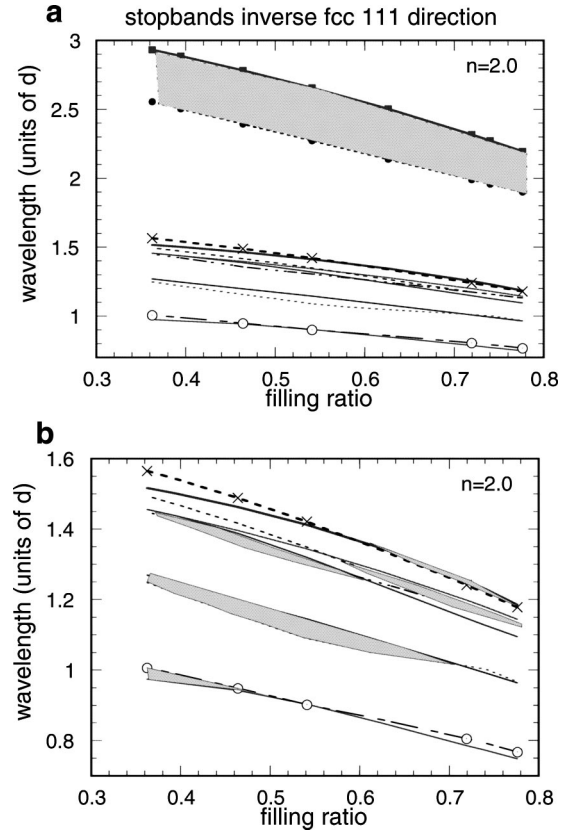 stopbands inverse fcc 111 direction
a
n=2.0
wavelength (units of d)
3
2.5
2
1.5
1
0.3 0.4 0.5 0.6 0.7 0.8
filling ratio
b
n=2.0
wavelength (units of d)
1.6
1.4
1.2
1
0.8
0.3 0.4 0.5 0.6 0.7 0.8
filling ratio